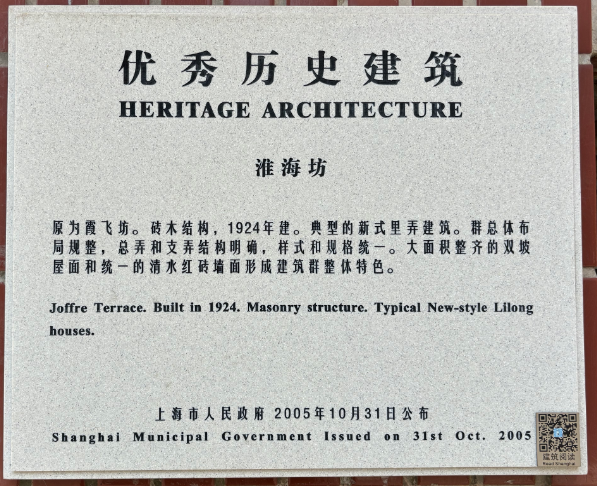 优秀历史建筑
HERITAGE ARCHITECTURE
淮海坊
原为霞飞坊。砖木结构，1924年建。典型的新式里弄建筑。群总体布
局规整，总弄和支弄结构明确，样式和规格统一。大面积整齐的双坡
屋面和统一的清水红砖墙面形成建筑群整体特色。
Joffre Terrace. Built in 1924. Masonry structure. Typical New-style Lilong
houses.
上海市人民政府 2005年10月31日公布
Shanghai Municipal Government Issued on 31st Oct. 2005
建筑阅读
Read Shanghai